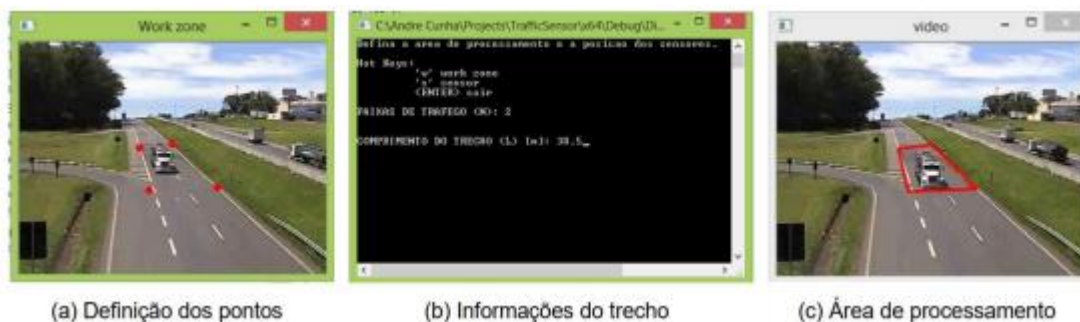 Work zone
C:\Andre Cunha\Projects\TrafficSensor\x64\Debug\Di...
video
Defina a area de processamento e a posicao dos sensores.
Hot Keys:
'w' work zone
's' sensor
(ENTER) sair
FAIXAS DE TRAFEGO (N): 2
COMPRIMENTO DO TRECHO (L) [m]: 38.5_
(a) Definição dos pontos
(b) Informações do trecho
(c) Área de processamento